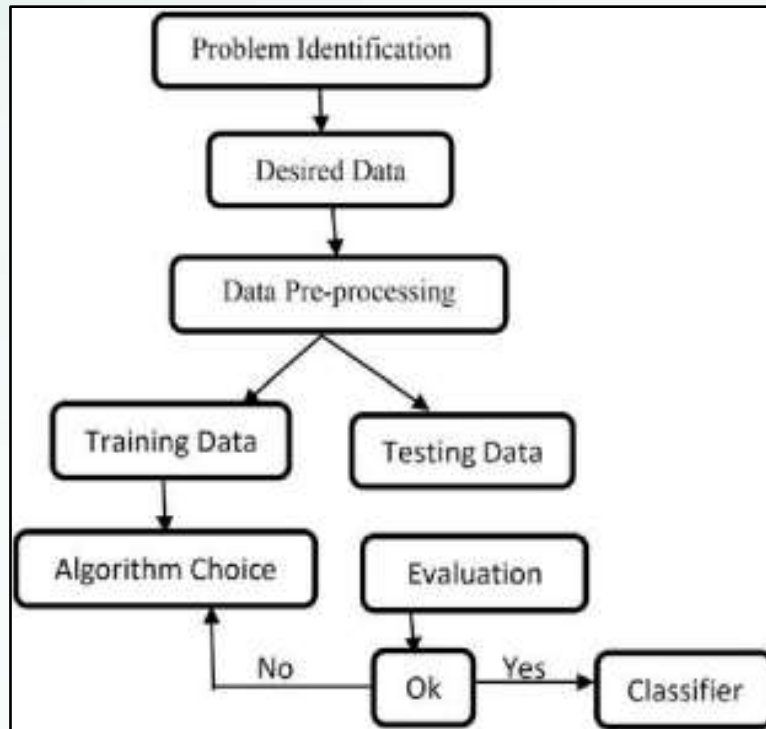 Problem Identification
Desired Data
Data Pre-processing
Training Data
Testing Data
Algorithm Choice
Evaluation
No
Ok
Yes
Classifier